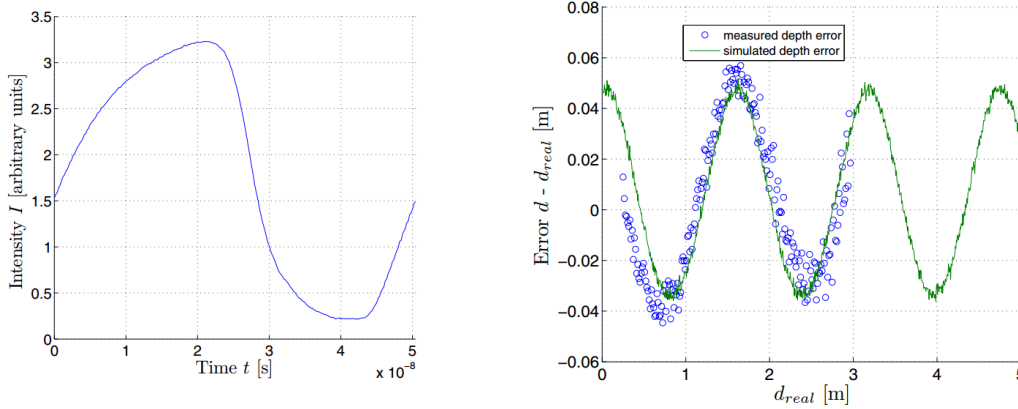 3.5
3
2.5
2
1.5
1
0.5
0
0 1 2 3 4 5
x 10⁻⁸
Time t [s]
Intensity I [arbitrary units]
0.08
0.06
0.04
0.02
0
−0.02
−0.04
−0.06
0 1 2 3 4 5
d_real [m]
Error d - d_real [m]
measured depth error
simulated depth error